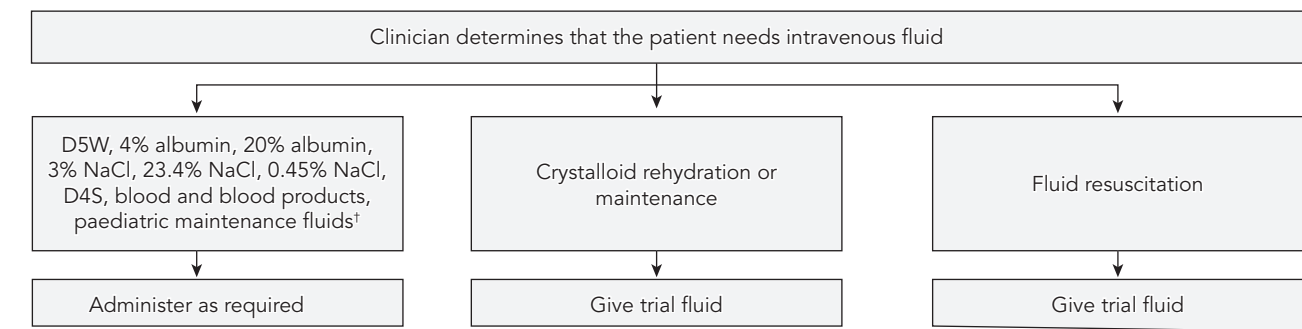 Clinician determines that the patient needs intravenous fluid
D5W, 4% albumin, 20% albumin,
3% NaCl, 23.4% NaCl, 0.45% NaCl,
D4S, blood and blood products,
paediatric maintenance fluids†
Crystalloid rehydration or
maintenance
Fluid resuscitation
Administer as required
Give trial fluid
Give trial fluid